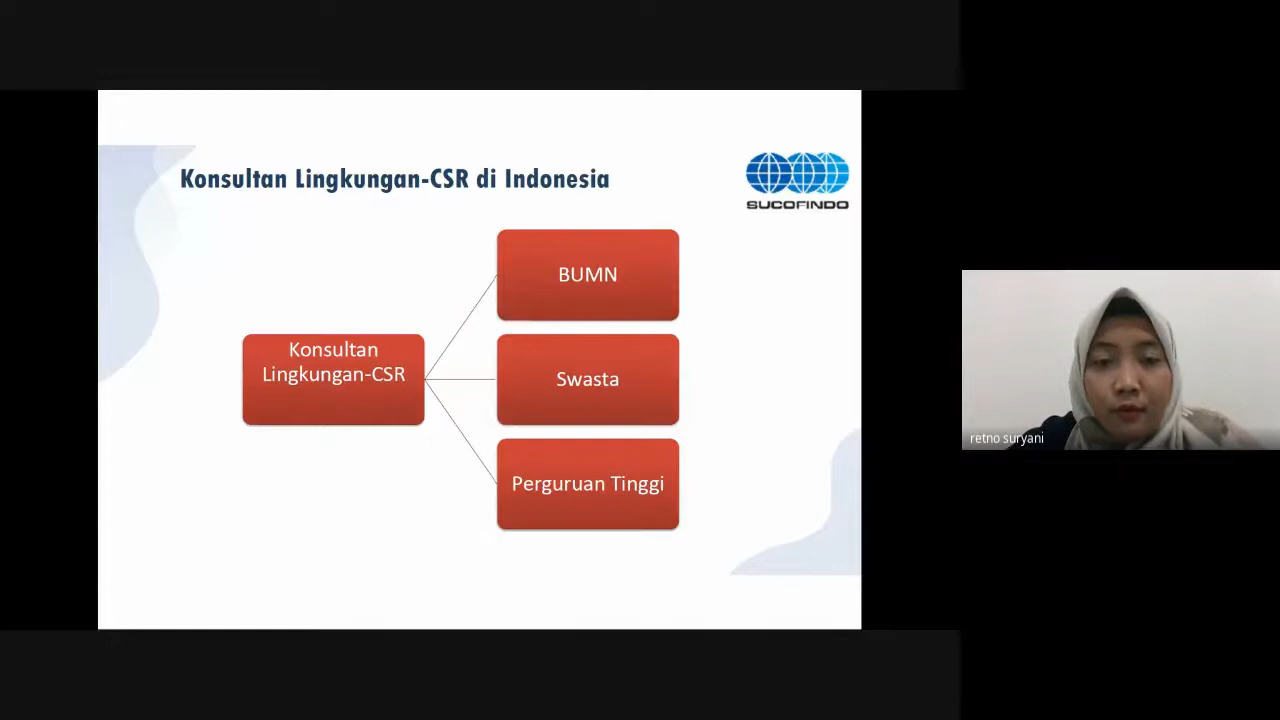 Konsultan Lingkungan-CSR di Indonesia
SUCOFINDO
BUMN
Konsultan
Lingkungan-CSR
Swasta
Perguruan Tinggi
retno suryani